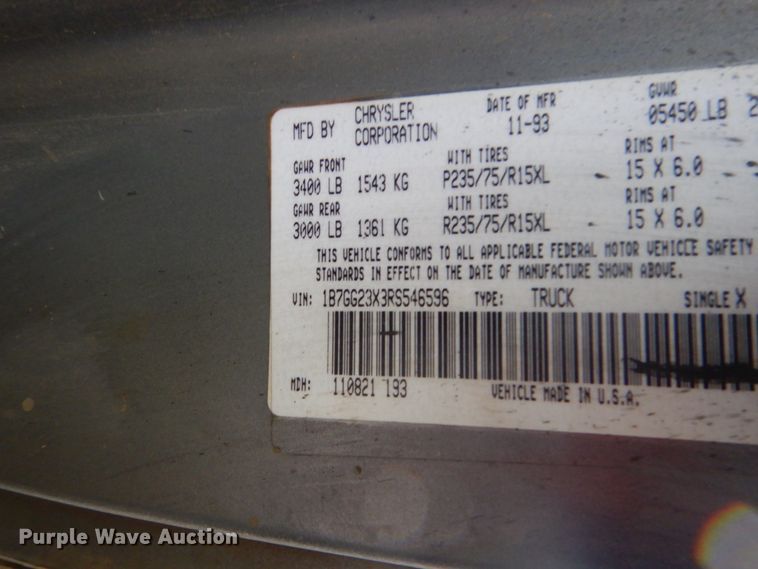 MFD BY CHRYSLER CORPORATION DATE OF MFR 11-93 GVWR 05450 LB 2
GAWR FRONT WITH TIRES RIMS AT
3400 LB 1543 KG P235/75/R15XL 15 X 6.0
GAWR REAR WITH TIRES RIMS AT
3000 LB 1361 KG R235/75/R15XL 15 X 6.0
THIS VEHICLE CONFORMS TO ALL APPLICABLE FEDERAL MOTOR VEHICLE SAFETY
STANDARDS IN EFFECT ON THE DATE OF MANUFACTURE SHOWN ABOVE.
VIN: 1B7GG23X3RS546596 TYPE: TRUCK SINGLE X
MDH: 110821 193 VEHICLE MADE IN U.S.A.
Purple Wave Auction